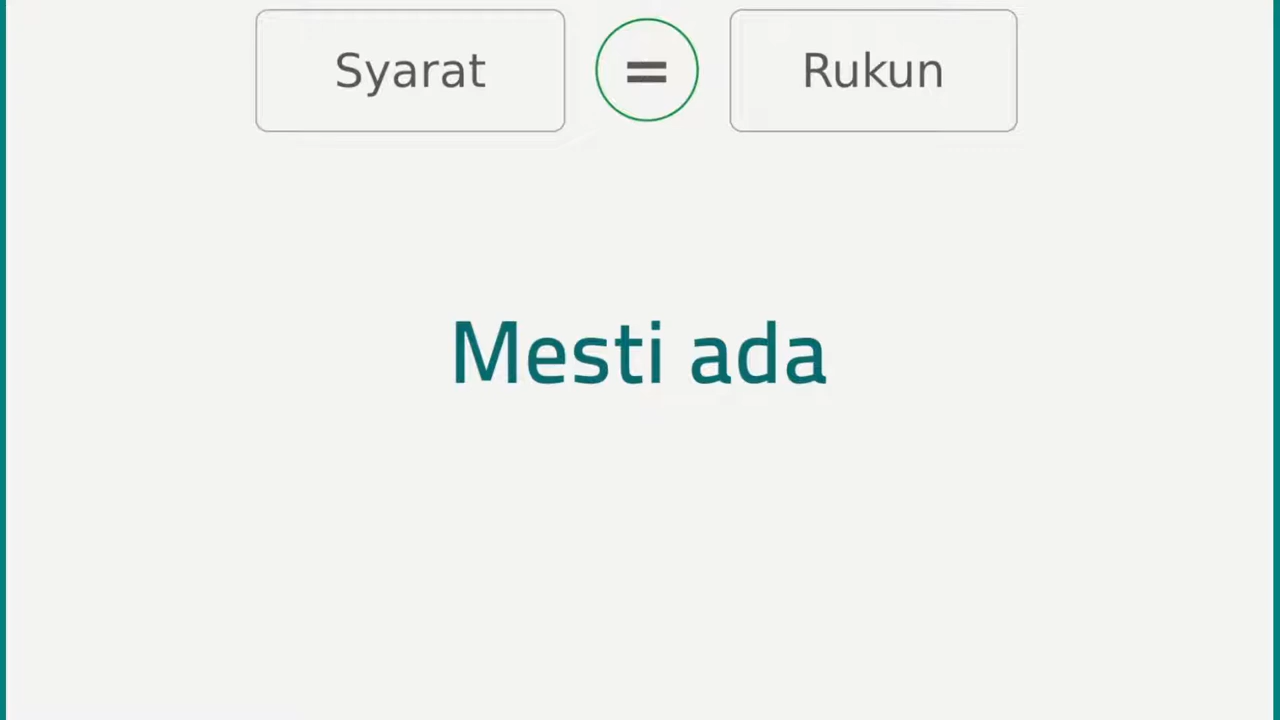 Syarat = Rukun
Mesti ada